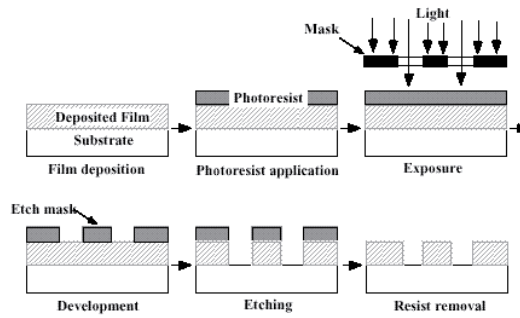 Light
Mask
Photoresist
Deposited Film
Substrate
Film deposition
Photoresist application
Exposure
Etch mask
Development
Etching
Resist removal